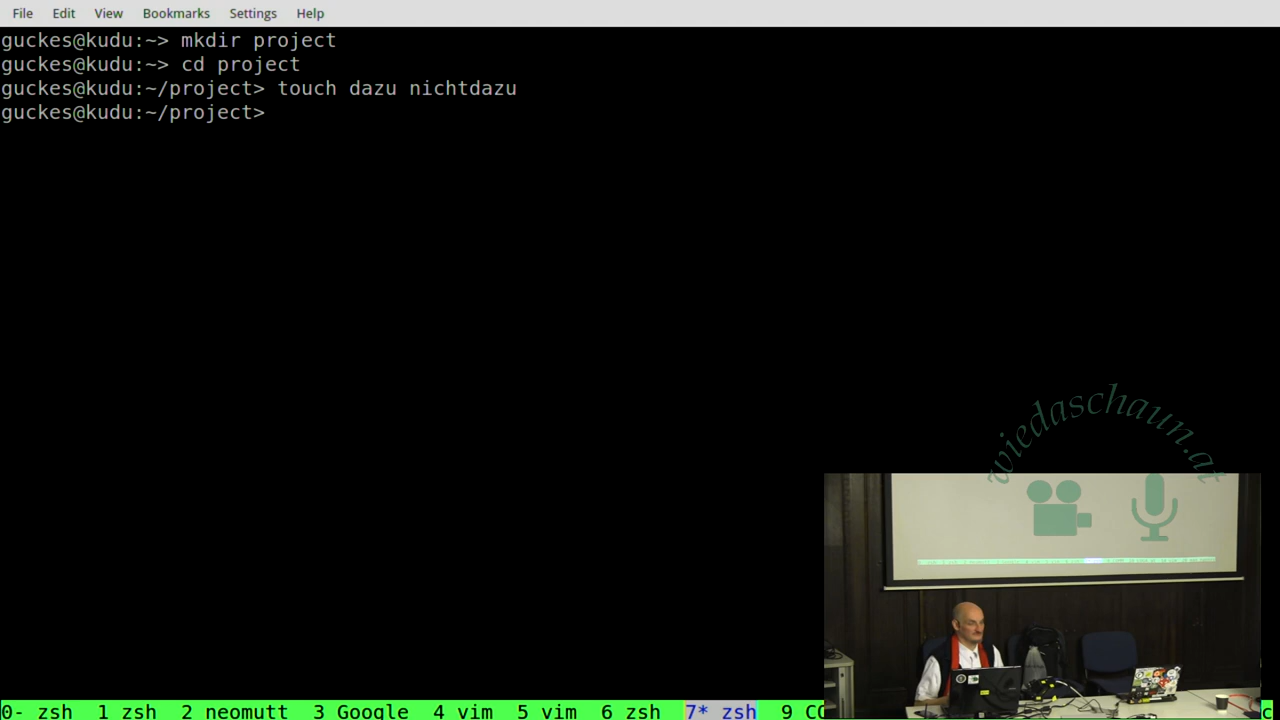 File Edit View Bookmarks Settings Help
guckes@kudu:~> mkdir project
guckes@kudu:~> cd project
guckes@kudu:~/project> touch dazu nichtdazu
guckes@kudu:~/project>
wiedaschaun.at
0- zsh 1 zsh 2 neomutt 3 Google 4 vim 5 vim 6 zsh 7* zsh 9 CO c